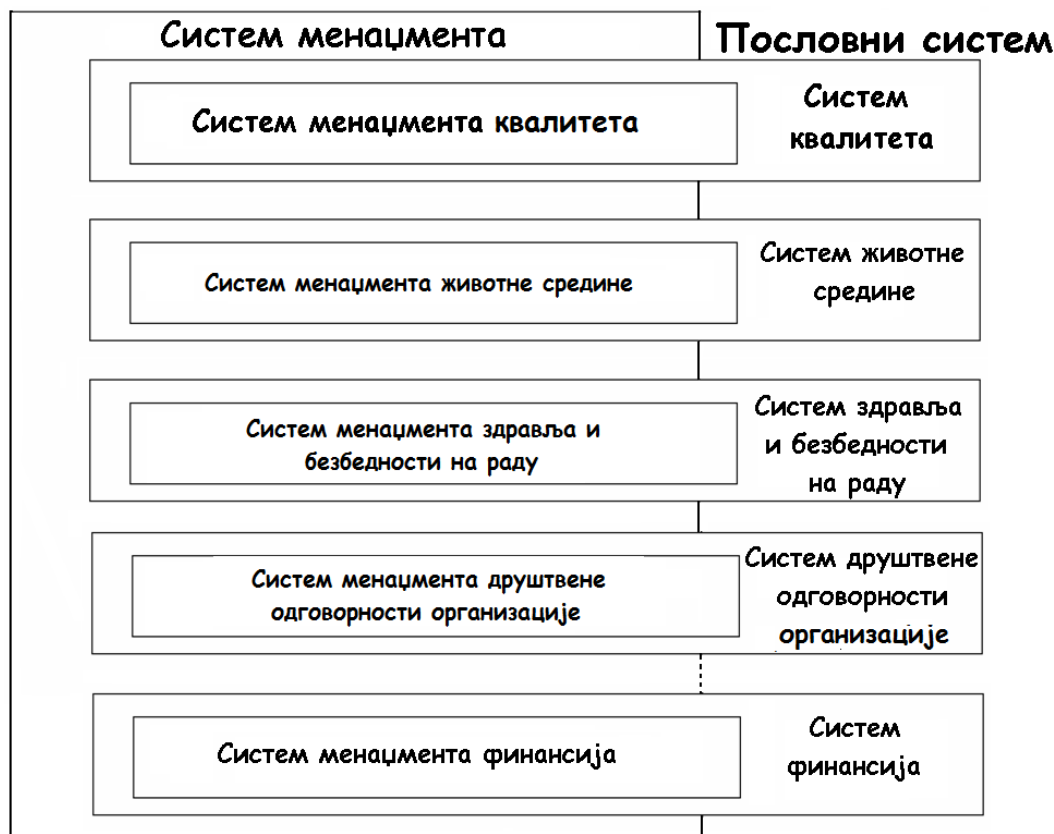 Систем менаџмента
Пословни систем
Систем менаџмента квалитета
Систем
квалитета
Систем менаџмента животне средине
Систем животне
средине
Систем менаџмента здравља и
безбедности на раду
Систем здравља
и безбедности
на раду
Систем менаџмента друштвене
одговорности организације
Систем друштвене
одговорности
организације
Систем менаџмента финансија
Систем
финансија